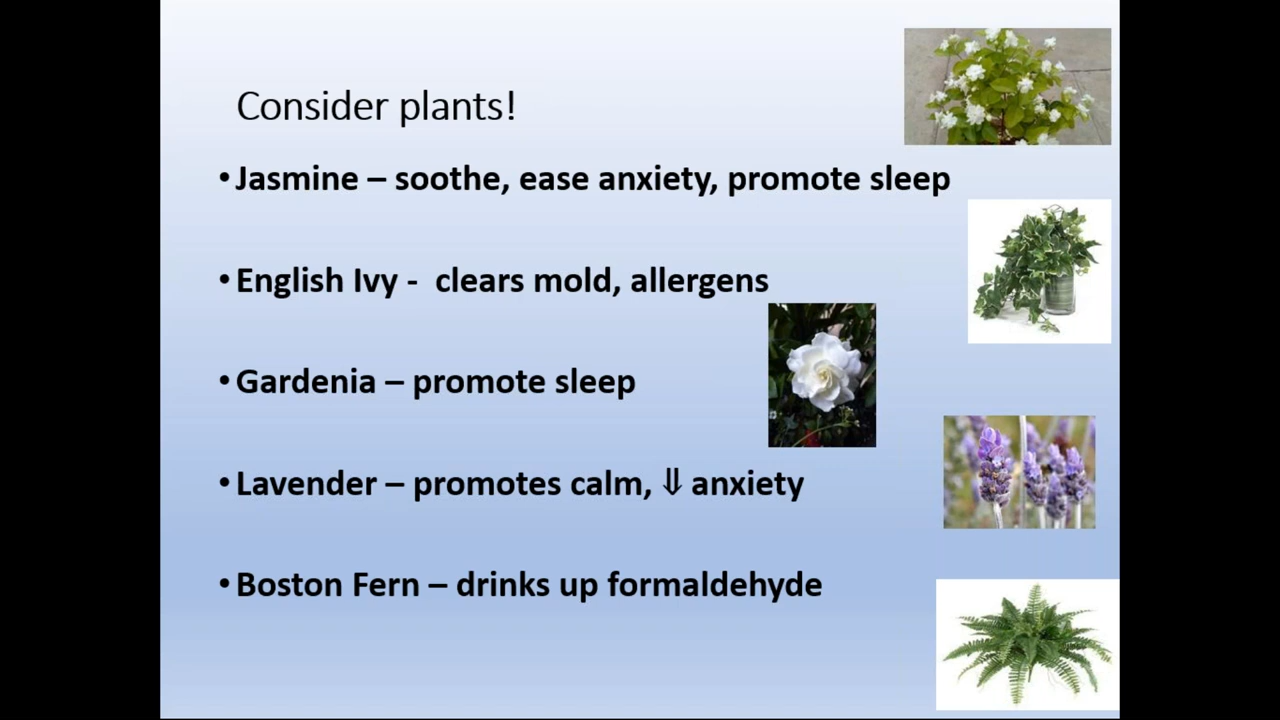 Consider plants!
•Jasmine – soothe, ease anxiety, promote sleep
•English Ivy -  clears mold, allergens
•Gardenia – promote sleep
•Lavender – promotes calm, ⇓ anxiety
•Boston Fern – drinks up formaldehyde